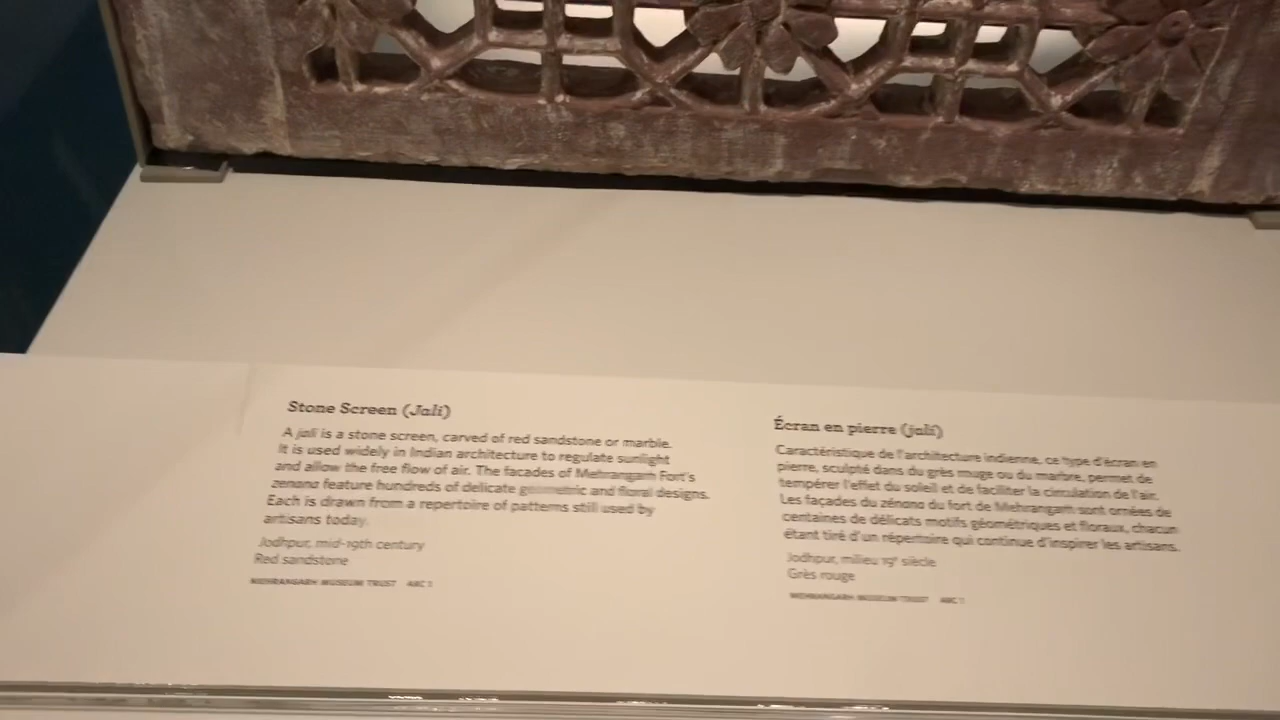 Stone Screen (Jali)
A jali is a stone screen, carved of red sandstone or marble.
It is used widely in Indian architecture to regulate sunlight
and allow the free flow of air. The facades of Mehrangarh Fort's
zenana feature hundreds of delicate geometric and floral designs.
Each is drawn from a repertoire of patterns still used by
artisans today.
Jodhpur, mid-19th century
Red sandstone
MEHRANGARH MUSEUM TRUST ARC 1
Écran en pierre (jali)
Caractéristique de l'architecture indienne, ce type d'écran en
pierre, sculpté dans du grès rouge ou du marbre, permet de
tempérer l'effet du soleil et de faciliter la circulation de l'air.
Les façades du zénana du fort de Mehrangarh sont ornées de
centaines de délicats motifs géométriques et floraux, chacun
étant tiré d'un répertoire qui continue d'inspirer les artisans.
Jodhpur, milieu 19e siècle
Grès rouge
MEHRANGARH MUSEUM TRUST ARC 1